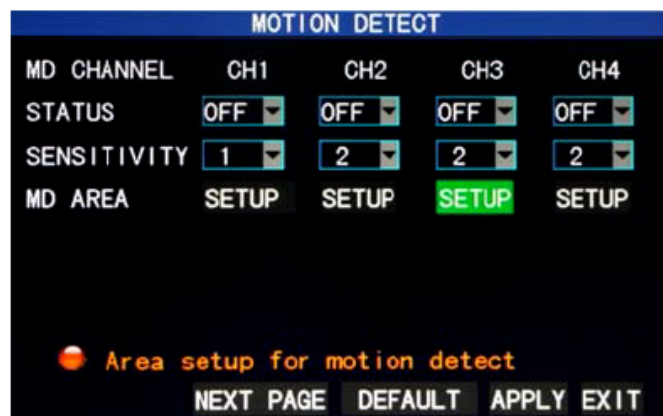 MOTION DETECT
MD CHANNEL CH1 CH2 CH3 CH4
STATUS OFF OFF OFF OFF
SENSITIVITY 1 2 2 2
MD AREA SETUP SETUP SETUP SETUP
Area setup for motion detect
NEXT PAGE DEFAULT APPLY EXIT